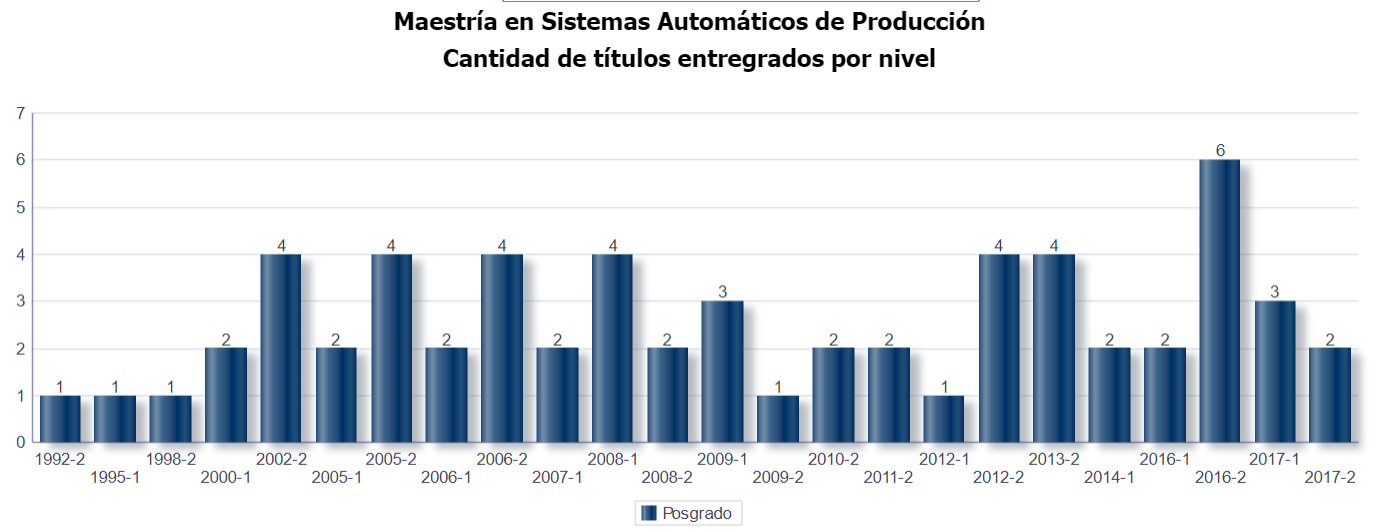 Maestría en Sistemas Automáticos de Producción
Cantidad de títulos entregrados por nivel
7
6
5
4
3
2
1
0
1 1 1 2 4 2 4 2 4 2 4 2 3 1 2 2 1 4 4 2 2 6 3 2
1992-2 1998-2 2002-2 2005-2 2006-2 2008-1 2009-1 2010-2 2012-1 2013-2 2016-1 2017-1
1995-1 2000-1 2005-1 2006-1 2007-1 2008-2 2009-2 2011-2 2012-2 2014-1 2016-2 2017-2
Posgrado